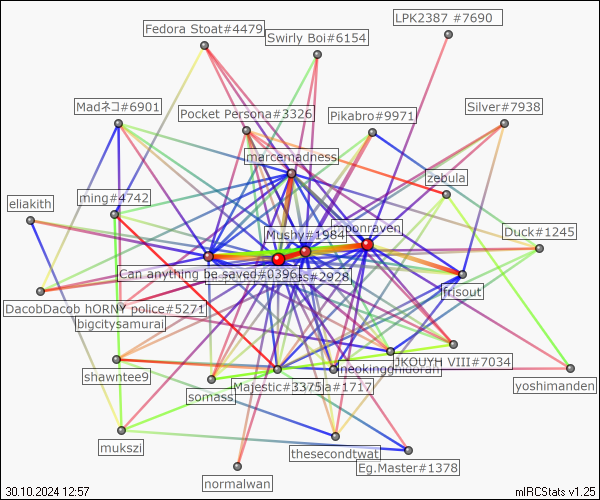 LPK2387 #7690
Fedora Stoat#4479
Swirly Boi#6154
Madネコ#6901
Pocket Persona#3326
Pikabro#9971
Silver#7938
marcemadness
zebula
ming#4742
eliakith
Mushy#1984
moonraven
Duck#1245
Can anything be saved#0396
#2928
frisout
DacobDacob hORNY police#5271
bigcitysamurai
JKOUYH VIII#7034
shawntee9
Majestic#3375
#1717
yoshimanden
somass
mukszi
thesecondtwat
Eg.Master#1378
normalwan
30.10.2024 12:57
mIRCStats v1.25